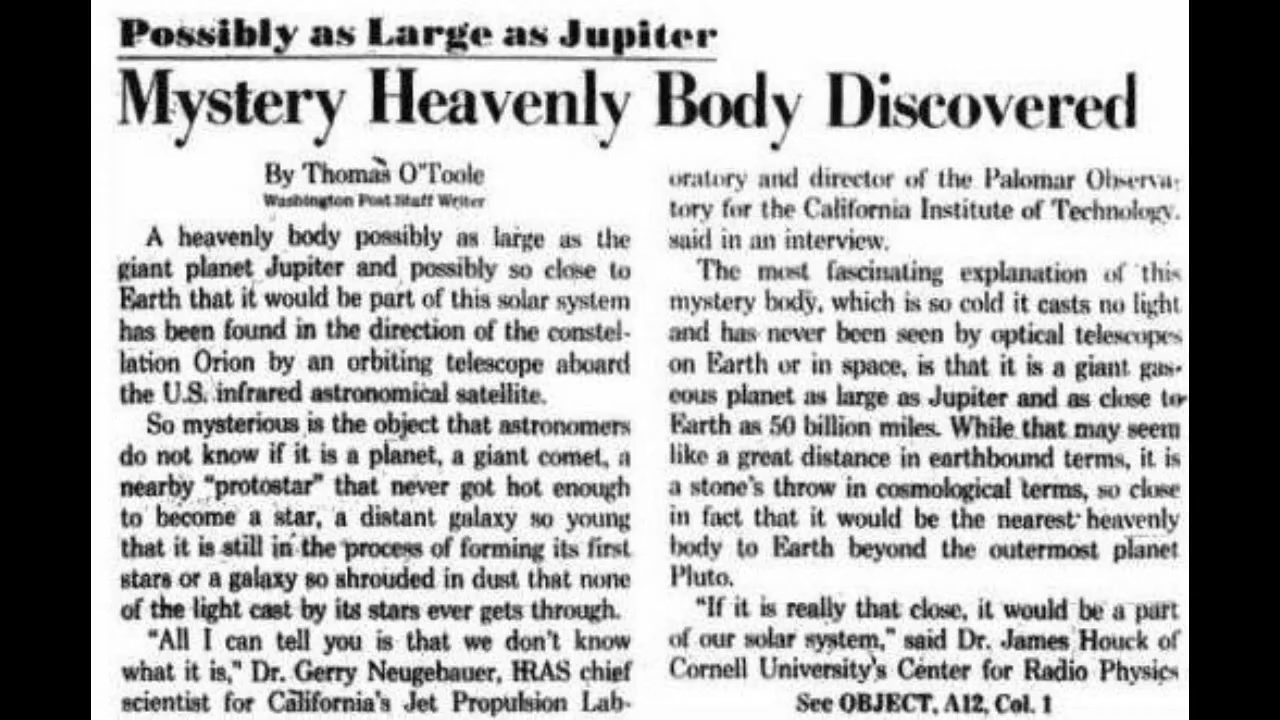 Possibly as Large as Jupiter
Mystery Heavenly Body Discovered
By Thomas O'Toole
Washington Post Staff Writer
A heavenly body possibly as large as the
giant planet Jupiter and possibly so close to
Earth that it would be part of this solar system
has been found in the direction of the constel-
lation Orion by an orbiting telescope aboard
the U.S. infrared astronomical satellite.
So mysterious is the object that astronomers
do not know if it is a planet, a giant comet, a
nearby "protostar" that never got hot enough
to become a star, a distant galaxy so young
that it is still in the process of forming its first
stars or a galaxy so shrouded in dust that none
of the light cast by its stars ever gets through.
"All I can tell you is that we don't know
what it is," Dr. Gerry Neugebauer, IRAS chief
scientist for California's Jet Propulsion Lab-
oratory and director of the Palomar Observa-
tory for the California Institute of Technology,
said in an interview.
The most fascinating explanation of this
mystery body, which is so cold it casts no light
and has never been seen by optical telescopes
on Earth or in space, is that it is a giant gas-
eous planet as large as Jupiter and as close to
Earth as 50 billion miles. While that may seem
like a great distance in earthbound terms, it is
a stone's throw in cosmological terms, so close
in fact that it would be the nearest heavenly
body to Earth beyond the outermost planet
Pluto.
"If it is really that close, it would be a part
of our solar system," said Dr. James Houck of
Cornell University's Center for Radio Physics
See OBJECT, A12, Col. 1